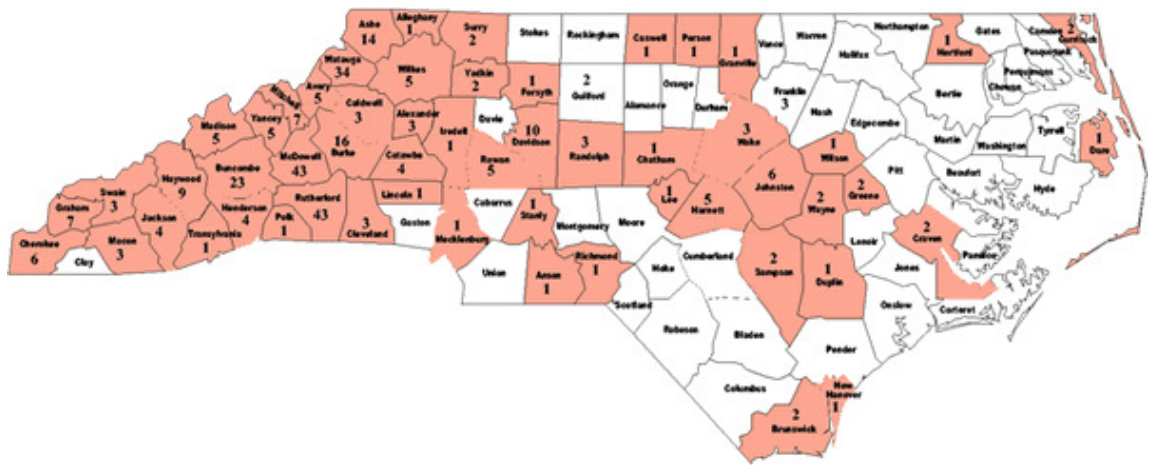 Ashe
14
Alleghany
1
Surry
2
Stokes
Rockingham
Caswell
1
Person
1
Granville
1
Vance
Warren
Northampton
Hertford
1
Gates
Camden
Currituck
2
Pasquotank
Perquimans
Chowan
Halifax
Bertie
Watauga
34
Wilkes
5
Yadkin
2
1
Forsyth
2
Guilford
Alamance
Orange
Durham
Franklin
3
Nash
Edgecombe
Martin
Washington
Tyrrell
1
Dare
Mitchell
7
Avery
5
Caldwell
3
Alexander
3
Iredell
1
Davie
10
Davidson
3
Randolph
1
Chatham
3
Wake
1
Wilson
Pitt
Beaufort
Hyde
Madison
5
Yancey
5
McDowell
43
16
Burke
Catawba
4
Rowan
5
Buncombe
23
Haywood
9
Swain
3
Graham
7
Cherokee
6
Clay
Macon
3
Jackson
4
Transylvania
1
Henderson
4
Polk
1
Rutherford
43
3
Cleveland
Lincoln 1
Gaston
1
Mecklenburg
Cabarrus
1
Stanly
Montgomery
Moore
1
Lee
5
Harnett
6
Johnston
2
Wayne
2
Greene
Lenoir
2
Craven
Pamlico
Jones
Carteret
Onslow
Union
Anson
1
Richmond
1
Hoke
Scotland
Cumberland
2
Sampson
1
Duplin
Robeson
Bladen
Pender
Columbus
2
Brunswick
New
Hanover
1